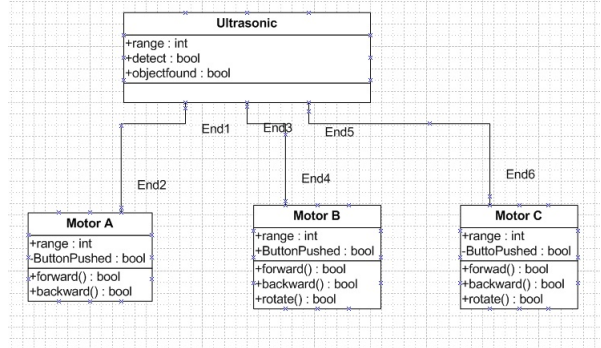 Ultrasonic
+range : int
+detect : bool
+objectfound : bool
End1
End3
End5
End2
End4
End6
Motor A
+range : int
-ButtonPushed : bool
+forward() : bool
+backward() : bool
Motor B
+range : int
+ButtonPushed : bool
+forward() : bool
+backward() : bool
+rotate() : bool
Motor C
+range : int
-ButtoPushed : bool
+forwad() : bool
+backward() : bool
+rotate() : bool